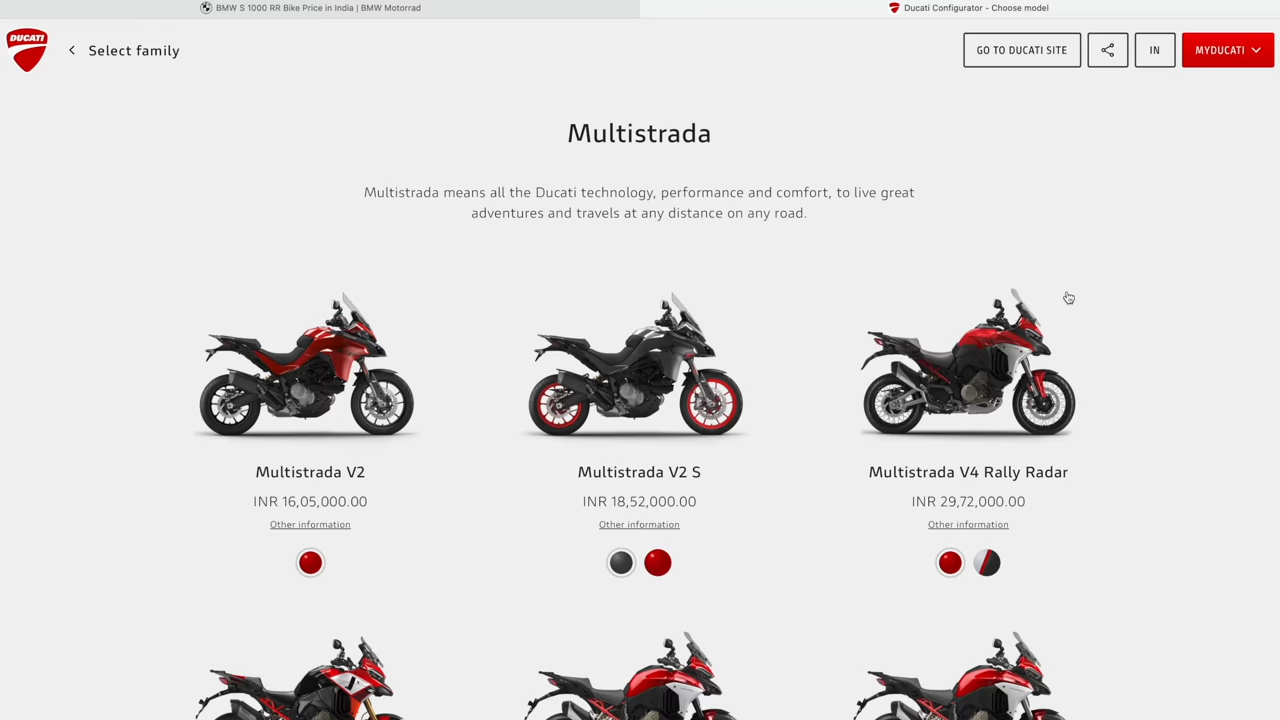 BMW S 1000 RR Bike Price in India | BMW Motorrad
Ducati Configurator - Choose model
DUCATI
Select family
GO TO DUCATI SITE
IN
MYDUCATI
Multistrada
Multistrada means all the Ducati technology, performance and comfort, to live great
adventures and travels at any distance on any road.
Multistrada V2
INR 16,05,000.00
Other information
Multistrada V2 S
INR 18,52,000.00
Other information
Multistrada V4 Rally Radar
INR 29,72,000.00
Other information